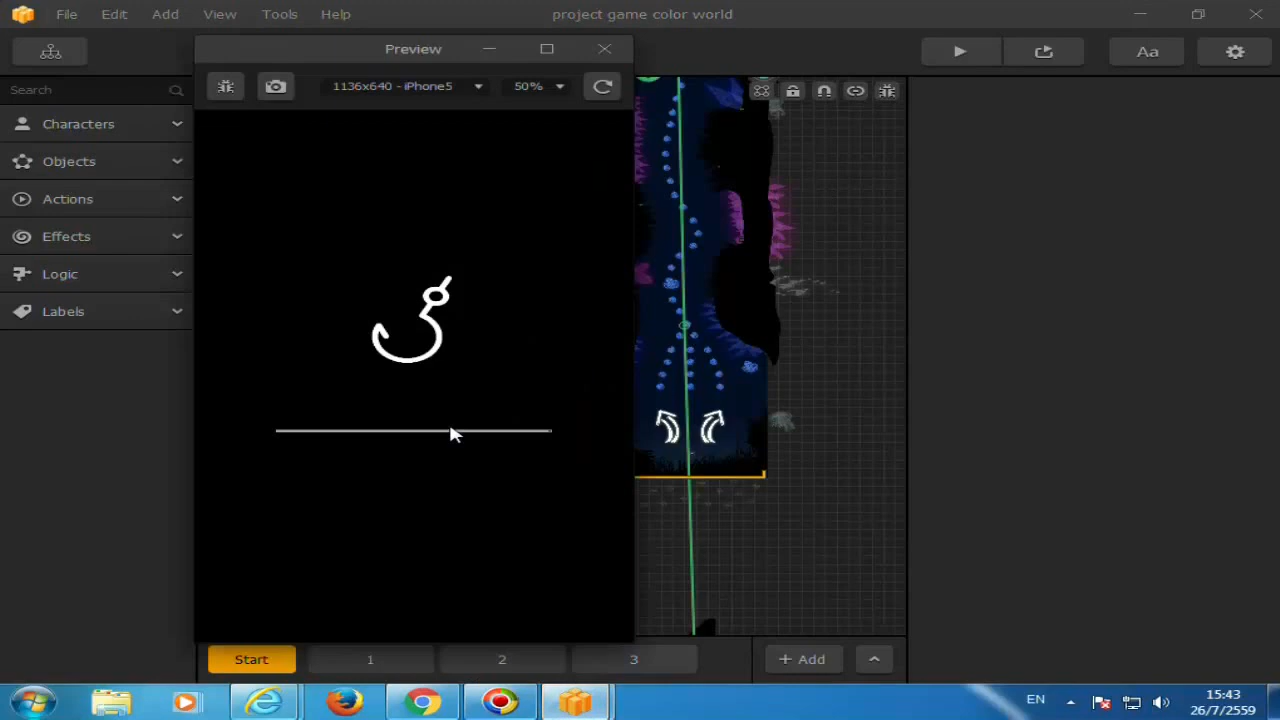 File Edit View Tools Help project game color world
Preview
Aa
1136x640 - iPhone5 50%
Search
Characters
Objects
Actions
Effects
Logic
Labels
Start 1 2 3 + Add
EN
15:43
26/7/2559